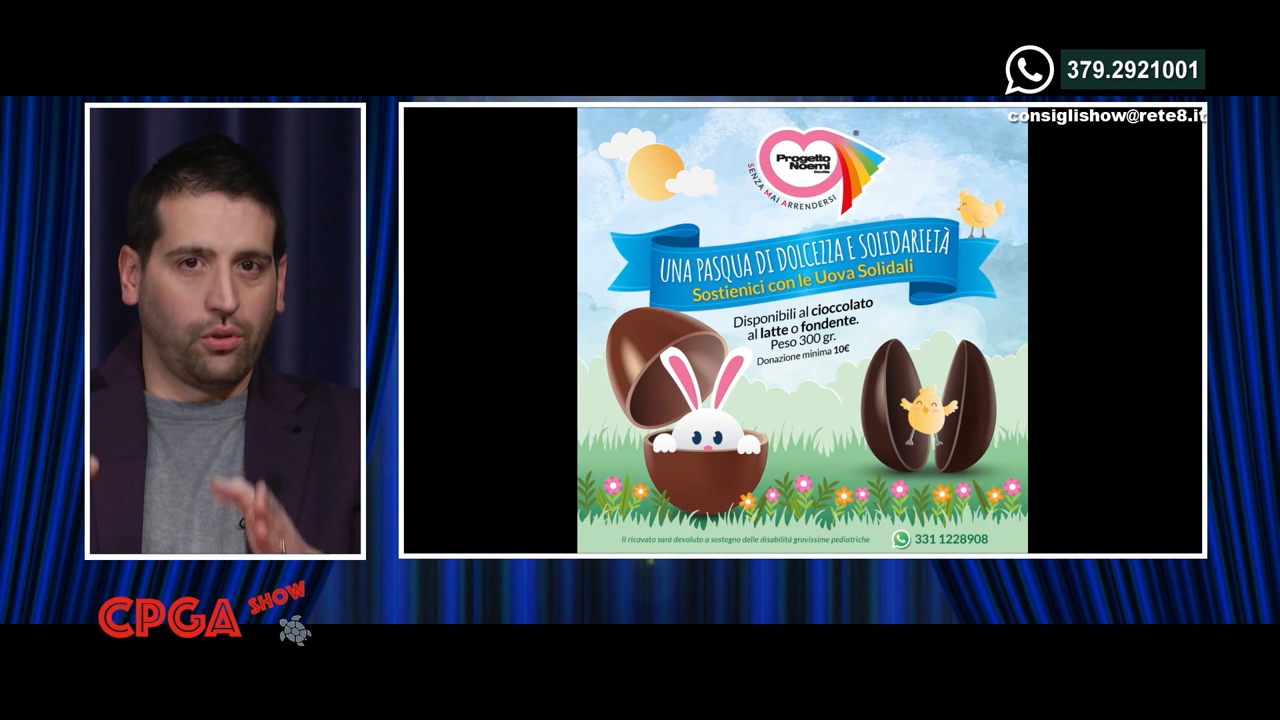 379.2921001
consiglishow@rete8.it
Progetto
Noemi
®
SENZA MAI ARRENDERSI
UNA PASQUA DI DOLCEZZA E SOLIDARIETÀ
Sostienici con le Uova Solidali
Disponibili al cioccolato
al latte o fondente.
Peso 300 gr.
Donazione minima 10€
Il ricavato sarà devoluto a sostegno delle disabilità gravissime pediatriche
331 1228908
CPGA SHOW